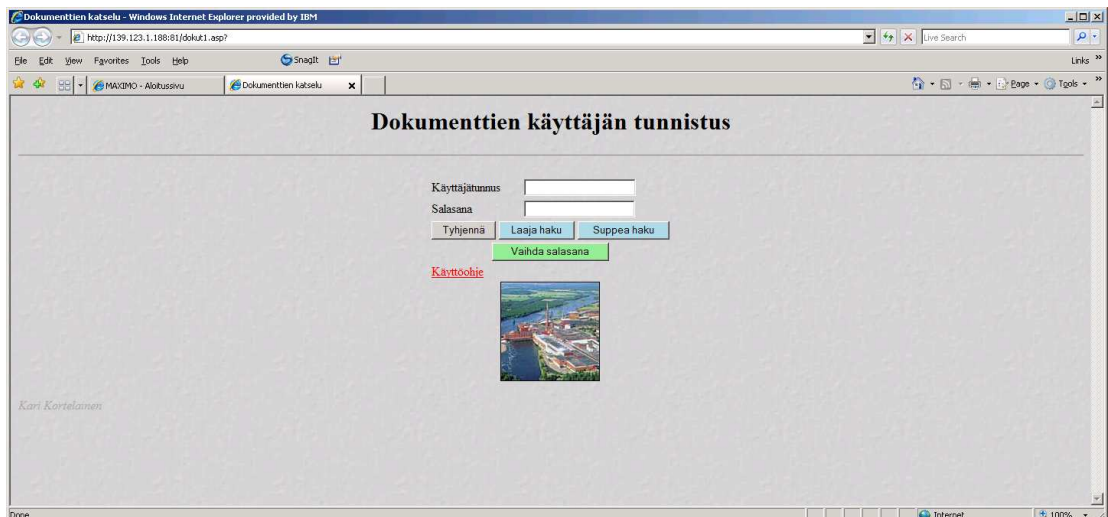 Dokumenttien katselu - Windows Internet Explorer provided by IBM
http://139.123.1.188:81/dokut1.asp?
Live Search
File Edit View Favorites Tools Help
SnagIt
Links »
MAXIMO - Aloitussivu
Dokumenttien katselu
Page Tools »
Dokumenttien käyttäjän tunnistus
Käyttäjätunnus
Salasana
Tyhjennä Laaja haku Suppea haku
Vaihda salasana
Käyttöohje
Kari Kortelainen
Done
Internet
100%